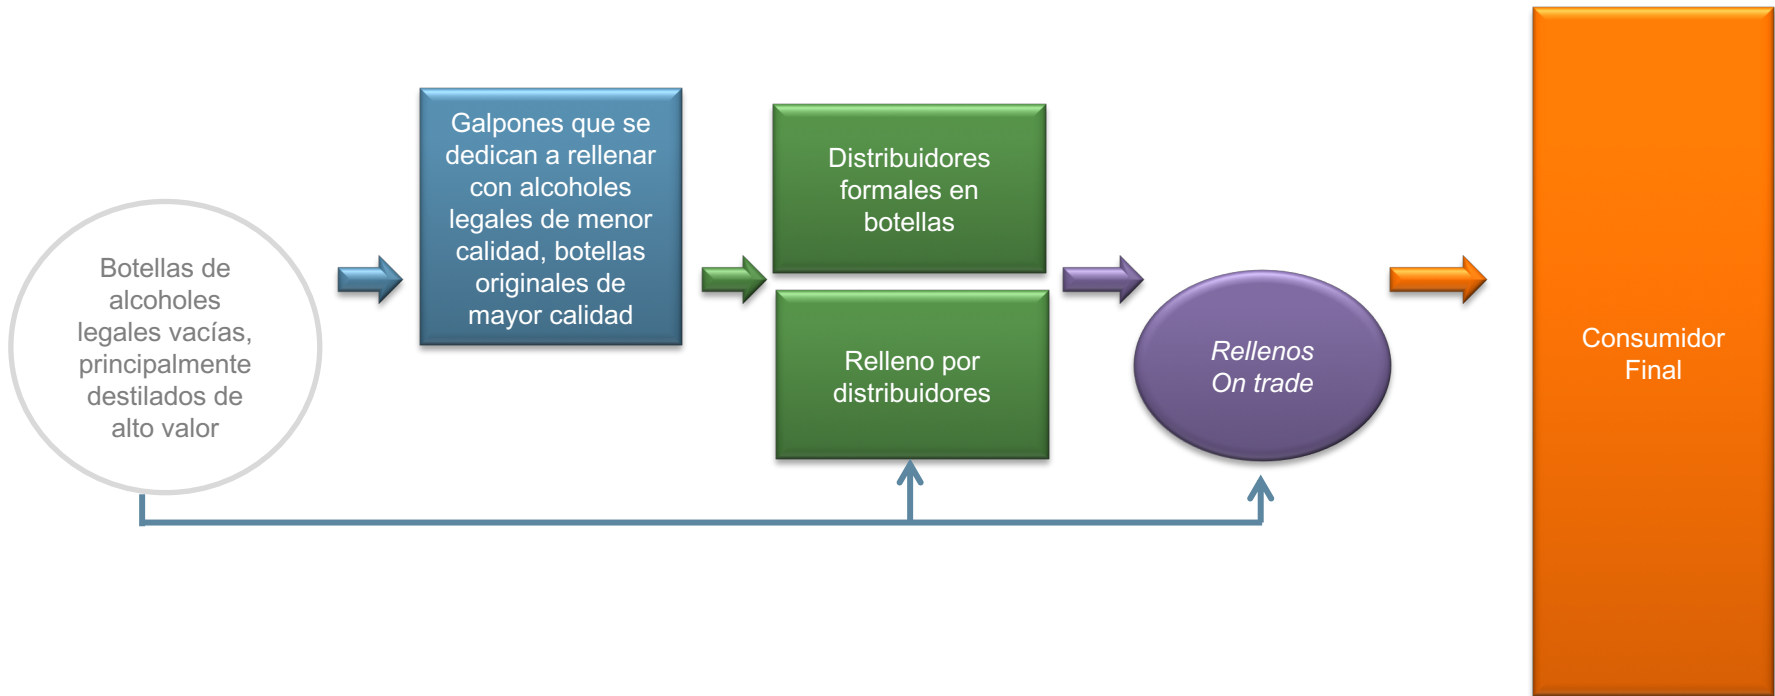 Botellas de
alcoholes
legales vacías,
principalmente
destilados de
alto valor
Galpones que se
dedican a rellenar
con alcoholes
legales de menor
calidad, botellas
originales de
mayor calidad
Distribuidores
formales en
botellas
Relleno por
distribuidores
Rellenos
On trade
Consumidor
Final